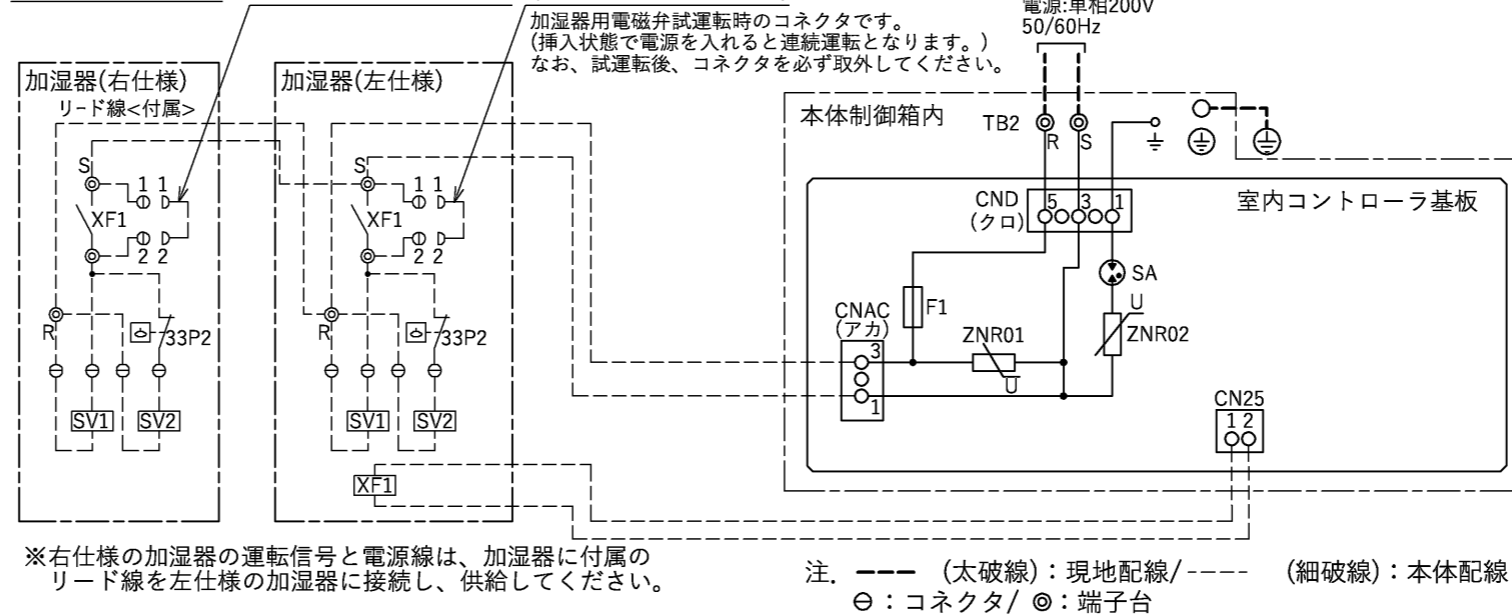 電源:単相200V
50/60Hz
加湿器用電磁弁試運転時のコネクタです。
(挿入状態で電源を入れると連続運転となります。)
なお、試運転後、コネクタを必ず取外してください。
加湿器(右仕様)
リード線<付属>
S
1 1
XF1
2 2
R
33P2
SV1
SV2
加湿器(左仕様)
S
1 1
XF1
2 2
R
33P2
SV1
SV2
XF1
本体制御箱内
TB2
R
S
室内コントローラ基板
CND
(クロ)
5 3 1
SA
U
ZNR02
F1
CNAC
(アカ)
3
1
ZNR01
U
CN25
1 2
※右仕様の加湿器の運転信号と電源線は、加湿器に付属の
リード線を左仕様の加湿器に接続し、供給してください。
注. (太破線):現地配線/ (細破線):本体配線
:コネクタ/ ◎:端子台